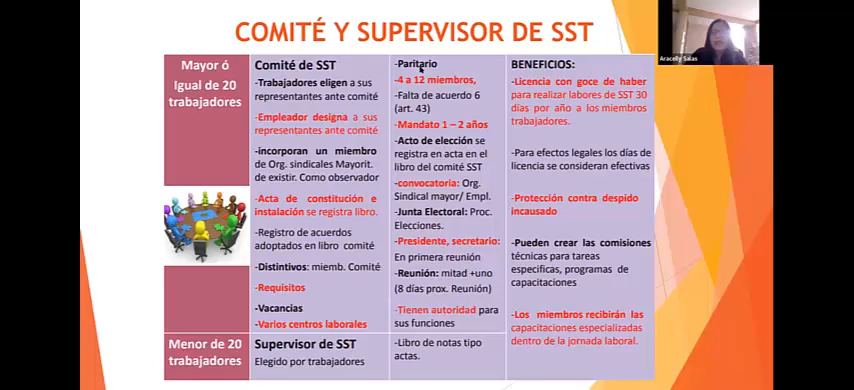 COMITÉ Y SUPERVISOR DE SST
Aracelly Salas
Mayor ó
Igual de 20
trabajadores
Comité de SST
-Trabajadores eligen a sus
representantes ante comité
-Empleador designa a sus
representantes ante comité
-incorporan un miembro
de Org. sindicales Mayorit.
de existir. Como observador
-Acta de constitución e
instalación se registra libro.
-Registro de acuerdos
adoptados en libro comité
-Distintivos: miemb. Comité
-Requisitos
-Vacancias
-Varios centros laborales
-Paritario
-4 a 12 miembros,
-Falta de acuerdo 6
(art. 43)
-Mandato 1 – 2 años
-Acto de elección se
registra en acta en el
libro del comité SST
-convocatoria: Org.
Sindical mayor/ Empl.
-Junta Electoral: Proc.
Elecciones.
-Presidente, secretario:
En primera reunión
-Reunión: mitad +uno
(8 días prox. Reunión)
-Tienen autoridad para
sus funciones
BENEFICIOS:
-Licencia con goce de haber
para realizar labores de SST 30
días por año a los miembros
trabajadores.
-Para efectos legales los días de
licencia se consideran efectivas
-Protección contra despido
incausado
-Pueden crear las comisiones
técnicas para tareas
especificas, programas de
capacitaciones
-Los miembros recibirán las
capacitaciones especializadas
dentro de la jornada laboral.
Menor de 20
trabajadores
Supervisor de SST
Elegido por trabajadores
-Libro de notas tipo
actas.